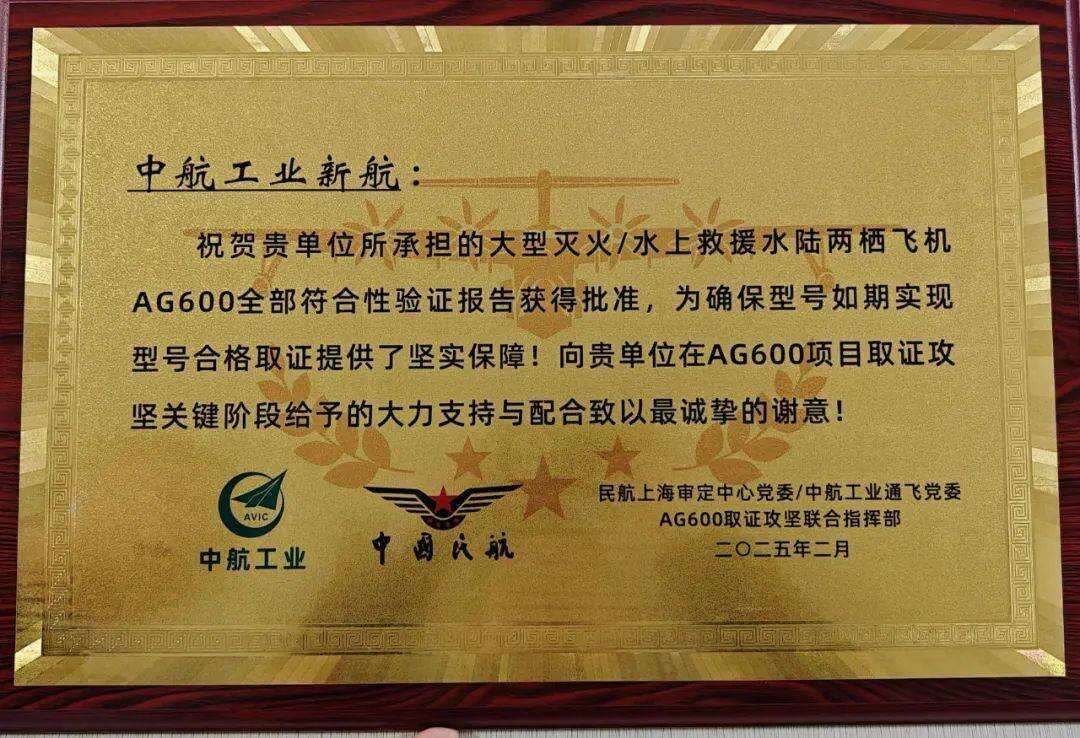 中航工业新航：
祝贺贵单位所承担的大型灭火/水上救援水陆两栖飞机
AG600全部符合性验证报告获得批准，为确保型号如期实现
型号合格取证提供了坚实保障！向贵单位在AG600项目取证攻
坚关键阶段给予的大力支持与配合致以最诚挚的谢意！
AVIC
中航工业
中國民航
民航上海审定中心党委/中航工业通飞党委
AG600取证攻坚联合指挥部
二〇二五年二月